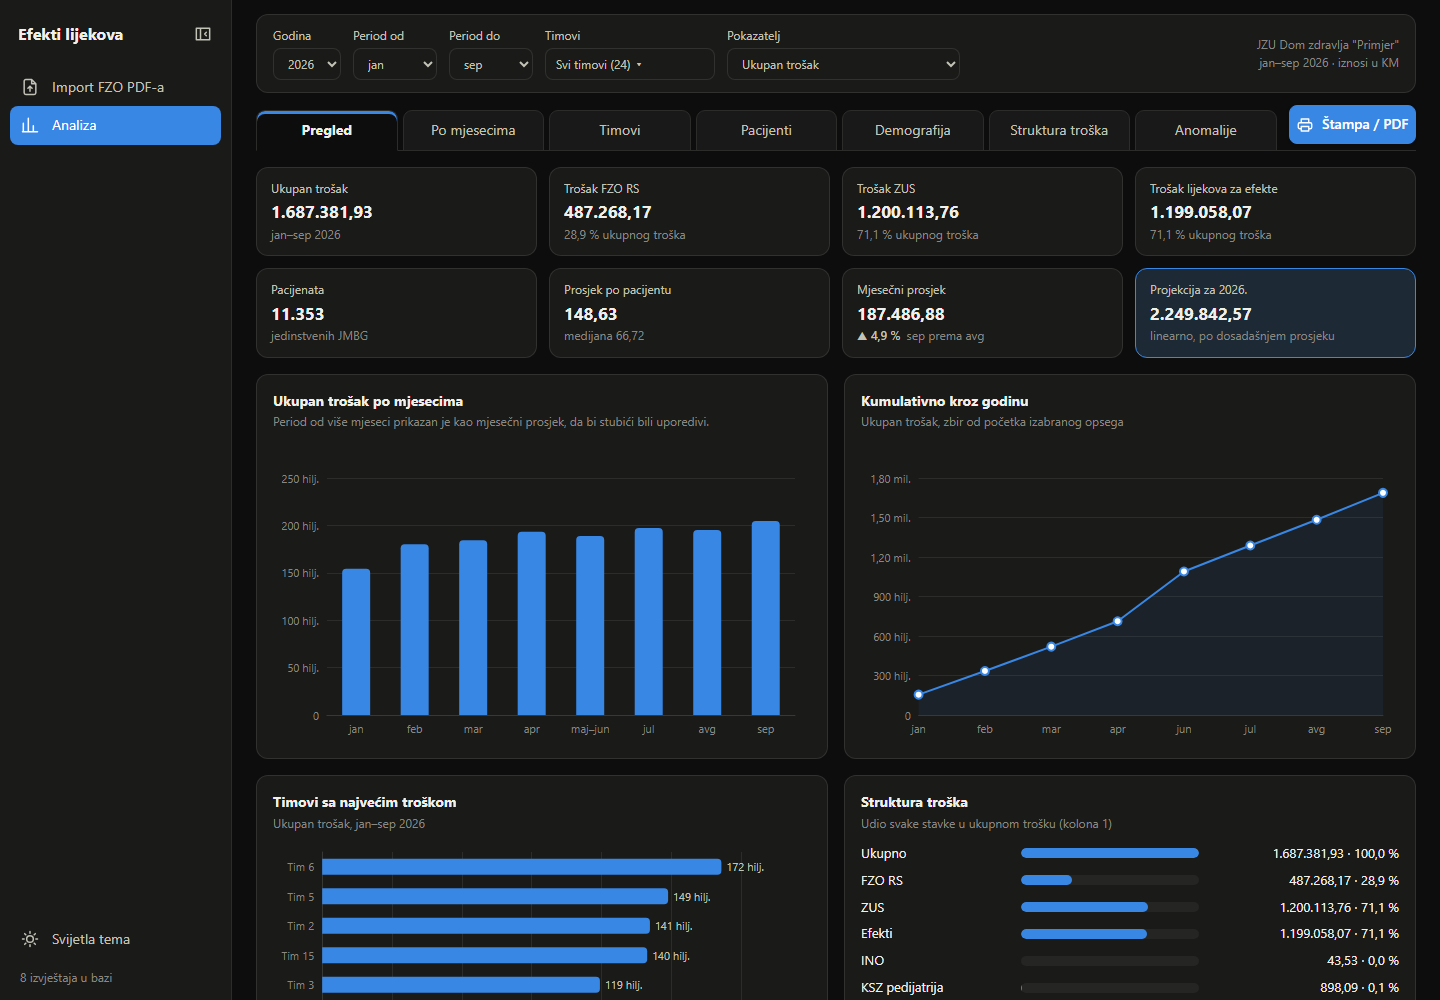 Efekti lijekova
Import FZO PDF-a
Analiza
Svijetla tema
8 izvještaja u bazi
Godina
2026
Period od
jan
Period do
sep
Timovi
Svi timovi (24)
Pokazatelj
Ukupan trošak
JZU Dom zdravlja "Primjer"
jan–sep 2026 · iznosi u KM
Pregled
Po mjesecima
Timovi
Pacijenti
Demografija
Struktura troška
Anomalije
Štampa / PDF
Ukupan trošak
1.687.381,93
jan–sep 2026
Trošak FZO RS
487.268,17
28,9 % ukupnog troška
Trošak ZUS
1.200.113,76
71,1 % ukupnog troška
Trošak lijekova za efekte
1.199.058,07
71,1 % ukupnog troška
Pacijenata
11.353
jedinstvenih JMBG
Prosjek po pacijentu
148,63
medijana 66,72
Mjesečni prosjek
187.486,88
▲ 4,9 % sep prema avg
Projekcija za 2026.
2.249.842,57
linearno, po dosadašnjem prosjeku
Ukupan trošak po mjesecima
Period od više mjeseci prikazan je kao mjesečni prosjek, da bi stubići bili uporedivi.
250 hilj.
200 hilj.
150 hilj.
100 hilj.
50 hilj.
0
jan feb mar apr maj–jun jul avg sep
Kumulativno kroz godinu
Ukupan trošak, zbir od početka izabranog opsega
1,80 mil.
1,50 mil.
1,20 mil.
900 hilj.
600 hilj.
300 hilj.
0
jan feb mar apr jun jul avg sep
Timovi sa najvećim troškom
Ukupan trošak, jan–sep 2026
Tim 6 172 hilj.
Tim 5 149 hilj.
Tim 2 141 hilj.
Tim 15 140 hilj.
Tim 3 119 hilj.
Struktura troška
Udio svake stavke u ukupnom trošku (kolona 1)
Ukupno 1.687.381,93 · 100,0 %
FZO RS 487.268,17 · 28,9 %
ZUS 1.200.113,76 · 71,1 %
Efekti 1.199.058,07 · 71,1 %
INO 43,53 · 0,0 %
KSZ pedijatrija 898,09 · 0,1 %